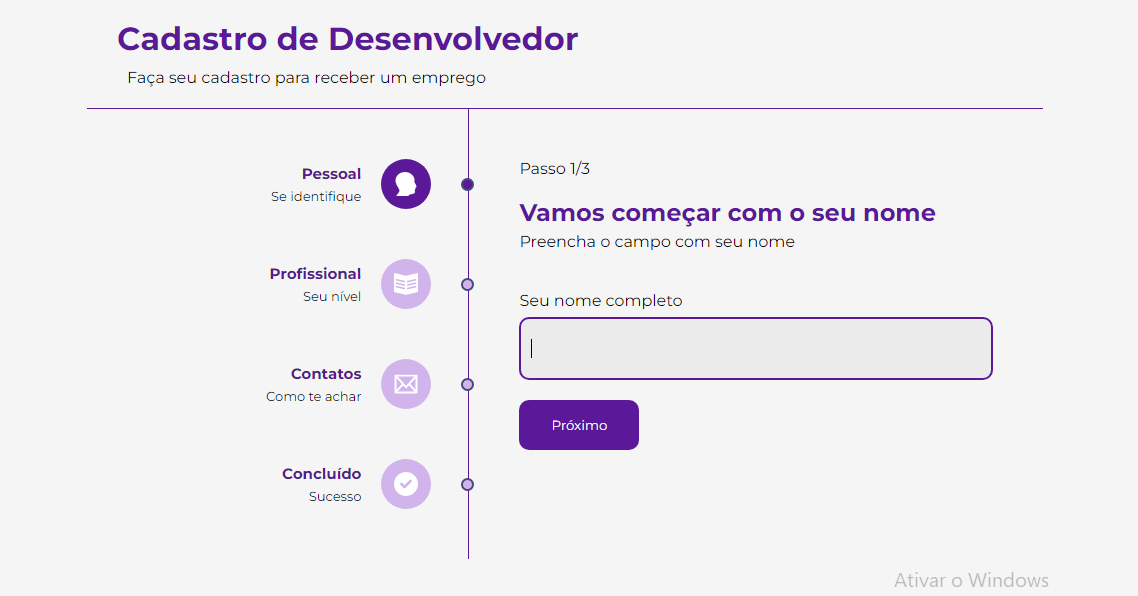 Cadastro de Desenvolvedor
Faça seu cadastro para receber um emprego
Pessoal
Se identifique
Profissional
Seu nível
Contatos
Como te achar
Concluído
Sucesso
Passo 1/3
Vamos começar com o seu nome
Preencha o campo com seu nome
Seu nome completo
Próximo
Ativar o Windows